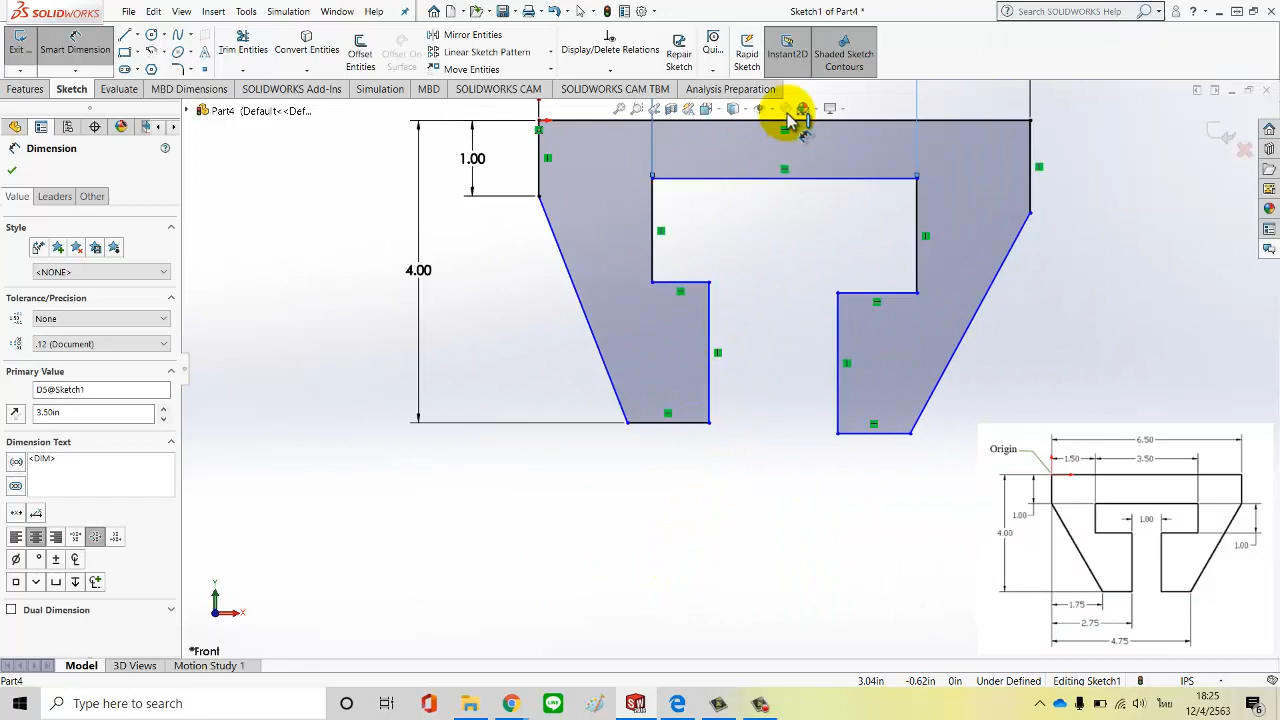 SOLIDWORKS File Edit View Insert Tools Simulation Window Help Sketch1 of Part4 * Search SOLIDWORKS Help
Exit ... Smart Dimension Trim Entities Convert Entities Offset Entities Offset On Surface Mirror Entities Linear Sketch Pattern Move Entities Display/Delete Relations Repair Sketch Qui... Rapid Sketch Instant2D Shaded Sketch Contours
Features Sketch Evaluate MBD Dimensions SOLIDWORKS Add-Ins Simulation MBD SOLIDWORKS CAM SOLIDWORKS CAM TBM Analysis Preparation
Part4 (Default<<Def...
Dimension
Value Leaders Other
Style
<NONE>
Tolerance/Precision
None
.12 (Document)
Primary Value
D5@Sketch1
3.50in
Dimension Text
<DIM>
Dual Dimension
1.00
4.00
Y
X
*Front
Origin
6.50
1.50 3.50
1.00
1.00
4.00
1.00
1.75
2.75
4.75
Model 3D Views Motion Study 1
Part4 3.04in -0.62in 0in Under Defined Editing Sketch1 IPS
Type here to search
ENG
18:25
12/4/2563
6